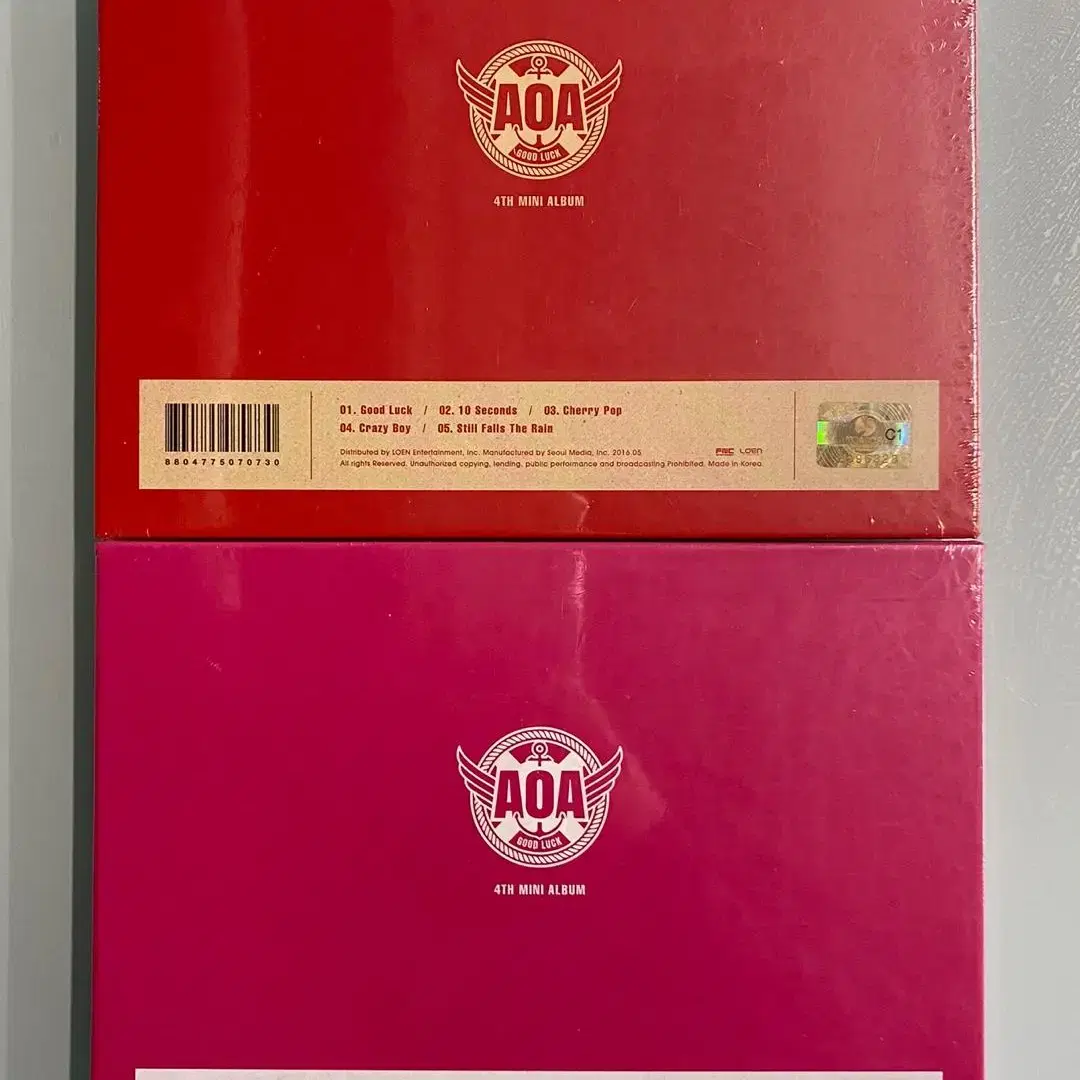 AOA
GOOD LUCK
4TH MINI ALBUM
01. Good Luck / 02. 10 Seconds / 03. Cherry Pop
04. Crazy Boy / 05. Still Falls The Rain
Distributed by LOEN Entertainment, Inc. Manufactured by Seoul Media, Inc. 2016.05
All rights Reserved. Unauthorized copying, lending, public performance and broadcasting Prohibited. Made in Korea.
FNC LOEN
8804775070730
C1
AOA
GOOD LUCK
4TH MINI ALBUM